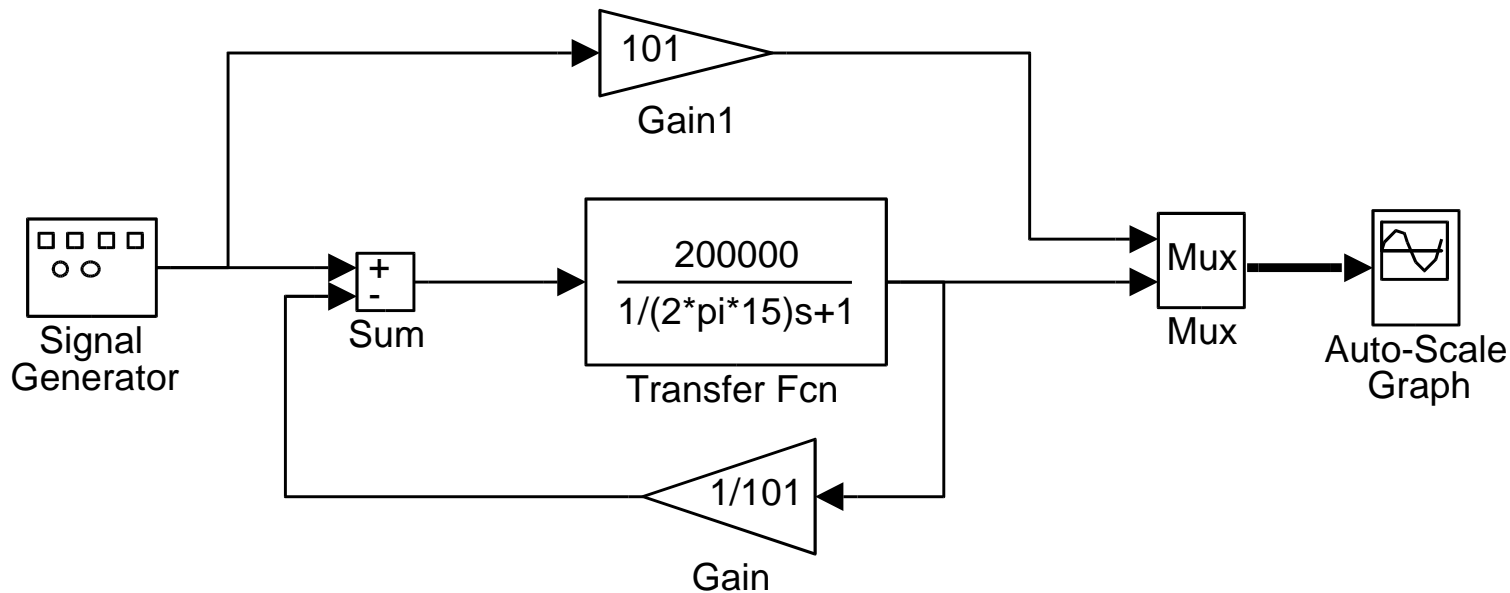 101
Gain1
Signal
Generator
+
-
Sum
200000
1/(2*pi*15)s+1
Transfer Fcn
Mux
Mux
Auto-Scale
Graph
1/101
Gain